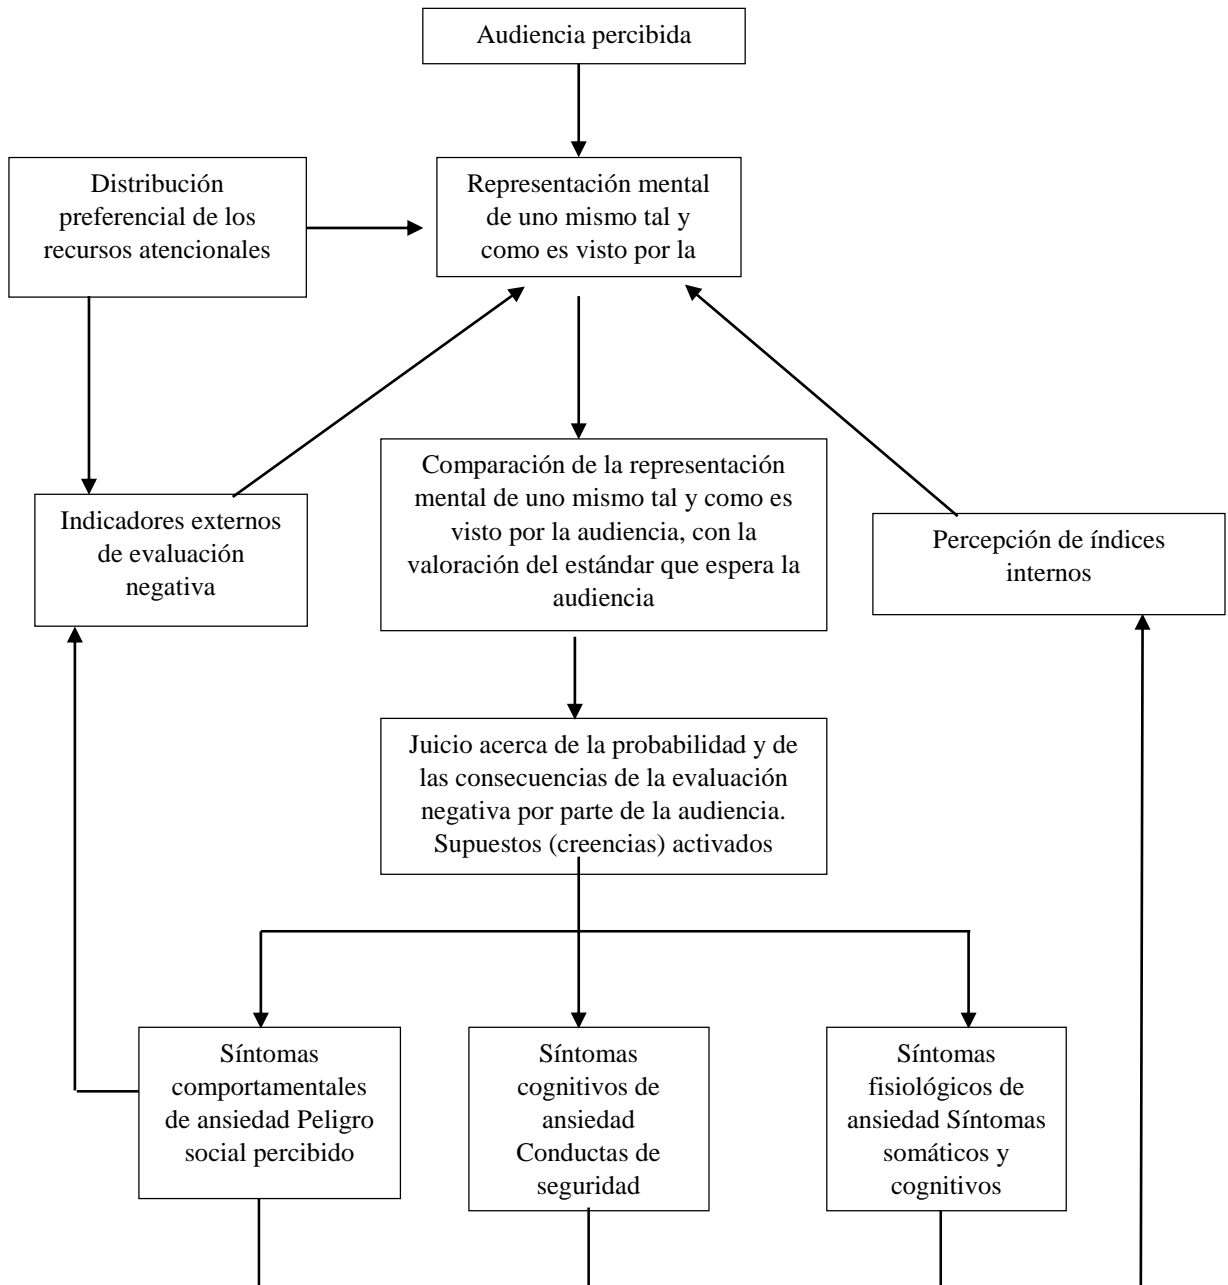 Audiencia percibida
Distribución
preferencial de los
recursos atencionales
Representación mental
de uno mismo tal y
como es visto por la
Indicadores externos
de evaluación
negativa
Comparación de la representación
mental de uno mismo tal y como es
visto por la audiencia, con la
valoración del estándar que espera la
audiencia
Percepción de índices
internos
Juicio acerca de la probabilidad y de
las consecuencias de la evaluación
negativa por parte de la audiencia.
Supuestos (creencias) activados
Síntomas
comportamentales
de ansiedad Peligro
social percibido
Síntomas
cognitivos de
ansiedad
Conductas de
seguridad
Síntomas
fisiológicos de
ansiedad Síntomas
somáticos y
cognitivos